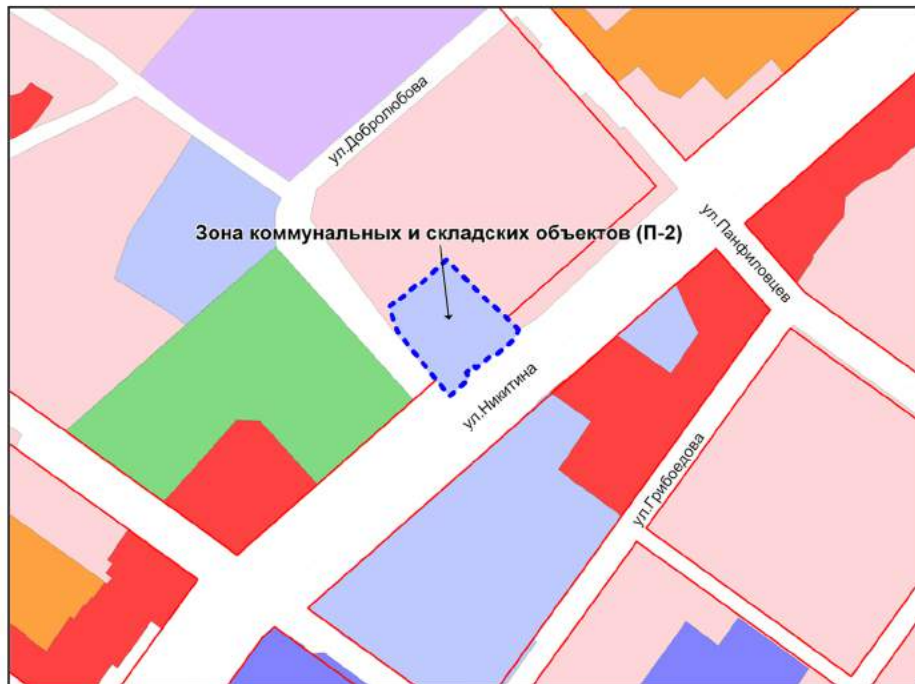 ул.Добролюбова
Зона коммунальных и складских объектов (П-2)
ул.Панфиловцев
ул.Никитина
ул.Грибоедова